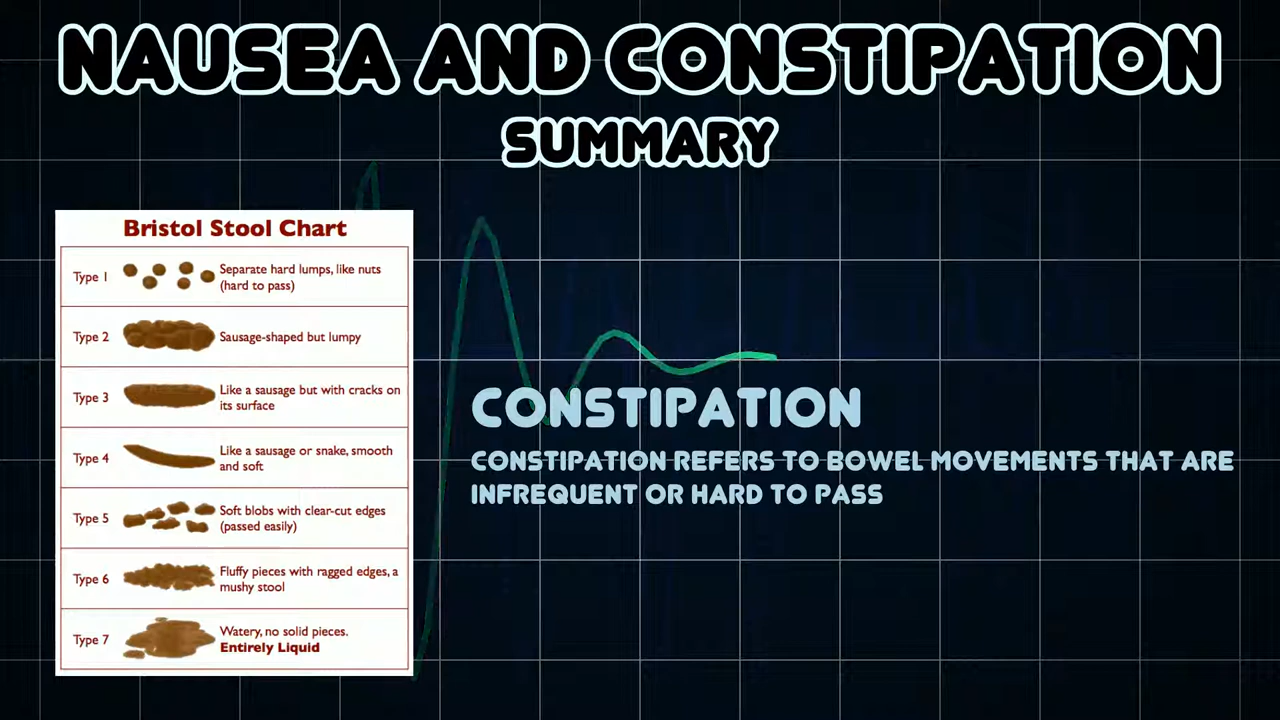 NAUSEA AND CONSTIPATION
SUMMARY
Bristol Stool Chart
Type 1
Separate hard lumps, like nuts
(hard to pass)
Type 2
Sausage-shaped but lumpy
Type 3
Like a sausage but with cracks on
its surface
Type 4
Like a sausage or snake, smooth
and soft
Type 5
Soft blobs with clear-cut edges
(passed easily)
Type 6
Fluffy pieces with ragged edges, a
mushy stool
Type 7
Watery, no solid pieces.
Entirely Liquid
CONSTIPATION
CONSTIPATION REFERS TO BOWEL MOVEMENTS THAT ARE
INFREQUENT OR HARD TO PASS